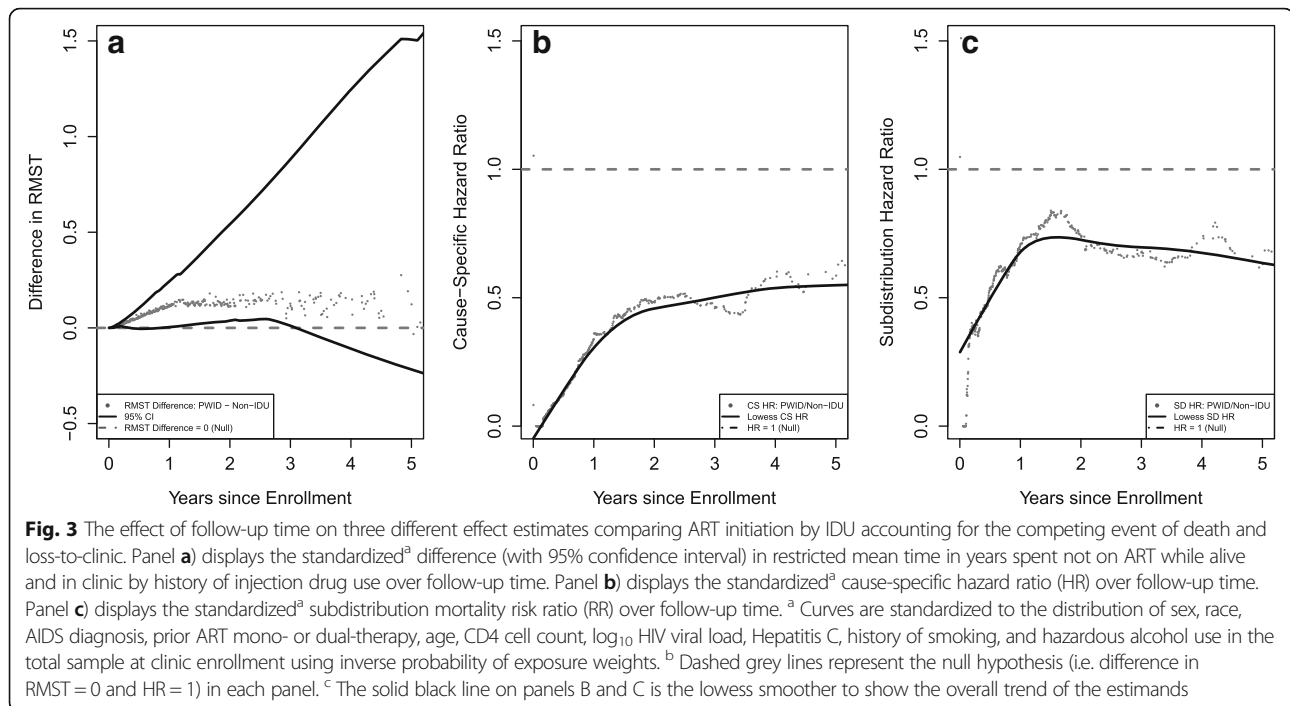 a
b
c
Difference in RMST
1.5
1.0
0.5
0.0
−0.5
RMST Difference: PWID − Non−IDU
95% CI
RMST Difference = 0 (Null)
0 1 2 3 4 5
Years since Enrollment
Cause−Specific Hazard Ratio
1.5
1.0
0.5
0.0
CS HR: PWID/Non−IDU
Lowess CS HR
HR = 1 (Null)
0 1 2 3 4 5
Years since Enrollment
Subdistribution Hazard Ratio
1.5
1.0
0.5
0.0
SD HR: PWID/Non−IDU
Lowess SD HR
HR = 1 (Null)
0 1 2 3 4 5
Years since Enrollment
Fig. 3 The effect of follow-up time on three different effect estimates comparing ART initiation by IDU accounting for the competing event of death and
loss-to-clinic. Panel a) displays the standardizedᵃ difference (with 95% confidence interval) in restricted mean time in years spent not on ART while alive
and in clinic by history of injection drug use over follow-up time. Panel b) displays the standardizedᵃ cause-specific hazard ratio (HR) over follow-up time.
Panel c) displays the standardizedᵃ subdistribution mortality risk ratio (RR) over follow-up time. ᵃ Curves are standardized to the distribution of sex, race,
AIDS diagnosis, prior ART mono- or dual-therapy, age, CD4 cell count, log₁₀ HIV viral load, Hepatitis C, history of smoking, and hazardous alcohol use in the
total sample at clinic enrollment using inverse probability of exposure weights. ᵇ Dashed grey lines represent the null hypothesis (i.e. difference in
RMST = 0 and HR = 1) in each panel. ᶜ The solid black line on panels B and C is the lowess smoother to show the overall trend of the estimands